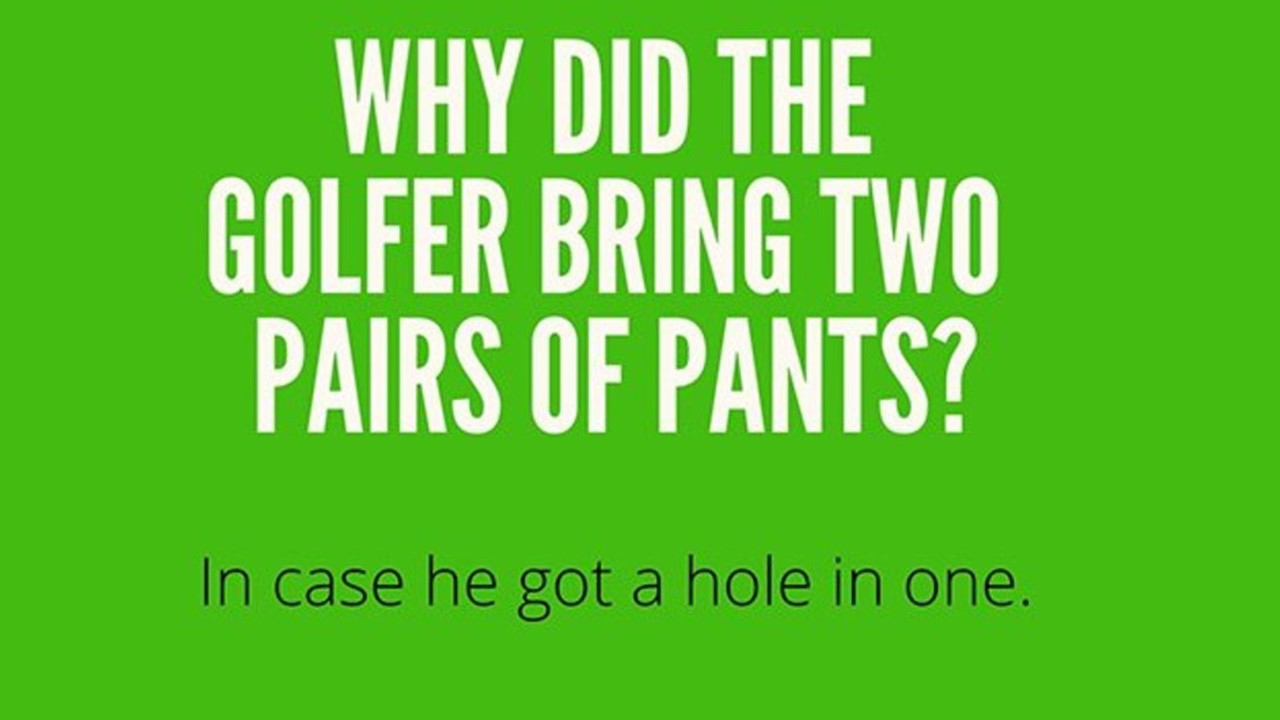 WHY DID THE
GOLFER BRING TWO
PAIRS OF PANTS?
In case he got a hole in one.